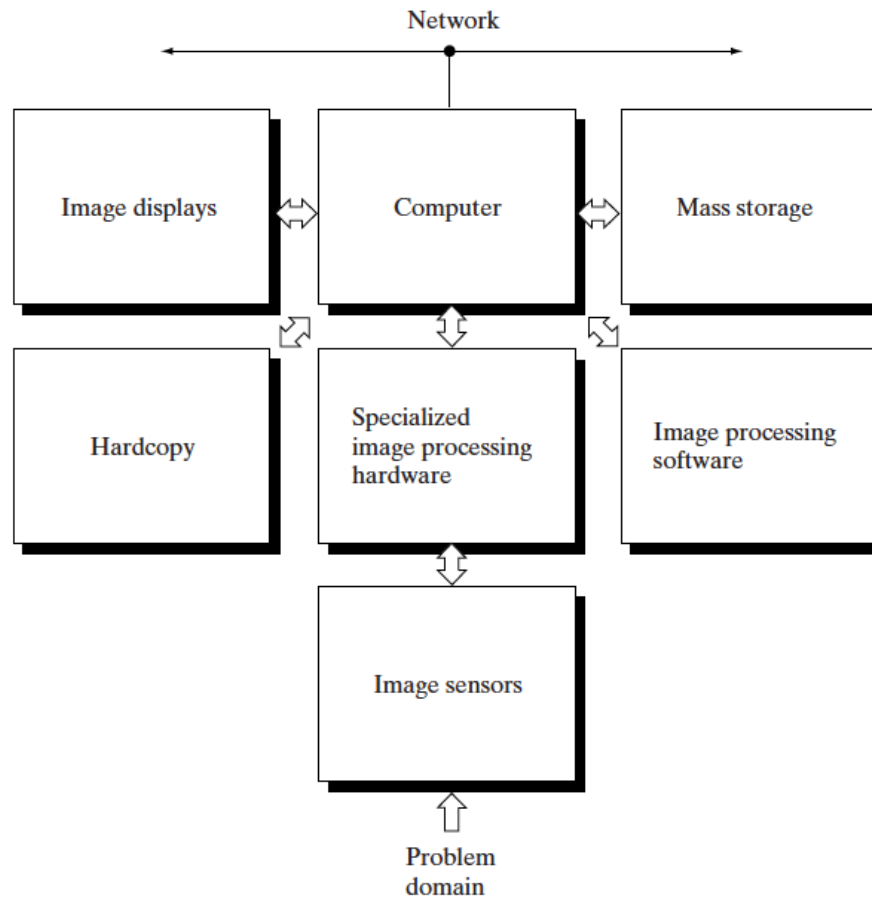 Network
Image displays
Computer
Mass storage
Hardcopy
Specialized
image processing
hardware
Image processing
software
Image sensors
Problem
domain